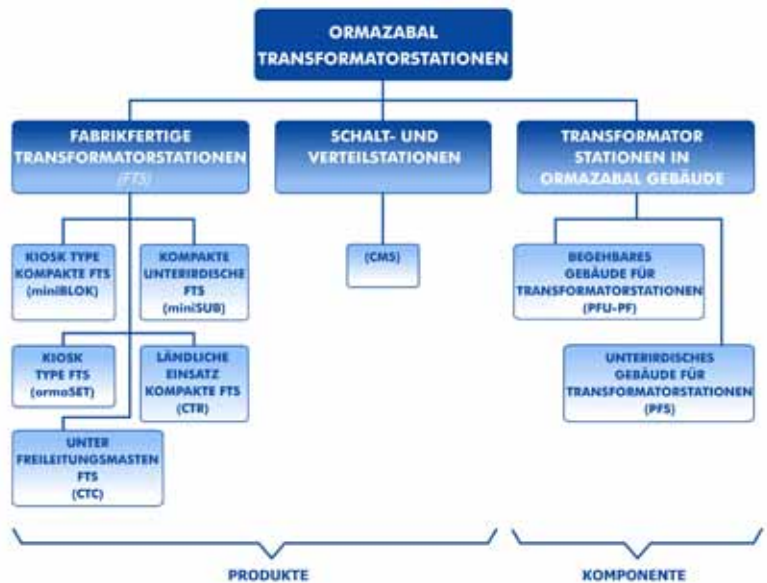 ORMAZABAL
TRANSFORMATORSTATIONEN
FABRIKFERTIGE
TRANSFORMATORSTATIONEN
(FTS)
SCHALT- UND
VERTEILSTATIONEN
TRANSFORMATOR
STATIONEN IN
ORMAZABAL GEBÄUDE
KIOSK TYPE
KOMPAKTE FTS
(miniBLOK)
KOMPAKTE
UNTERIRDISCHE
FTS
(miniSUB)
(CMS)
BEGEHBARES
GEBÄUDE FÜR
TRANSFORMATORSTATIONEN
(PFU-PF)
KIOSK
TYPE FTS
(ormaSET)
LÄNDLICHE
EINSATZ
KOMPAKTE FTS
(CTR)
UNTERIRDISCHES
GEBÄUDE FÜR
TRANSFORMATORSTATIONEN
(PFS)
UNTER
FREILEITUNGSMASTEN
FTS
(CTC)
PRODUKTE
KOMPONENTE